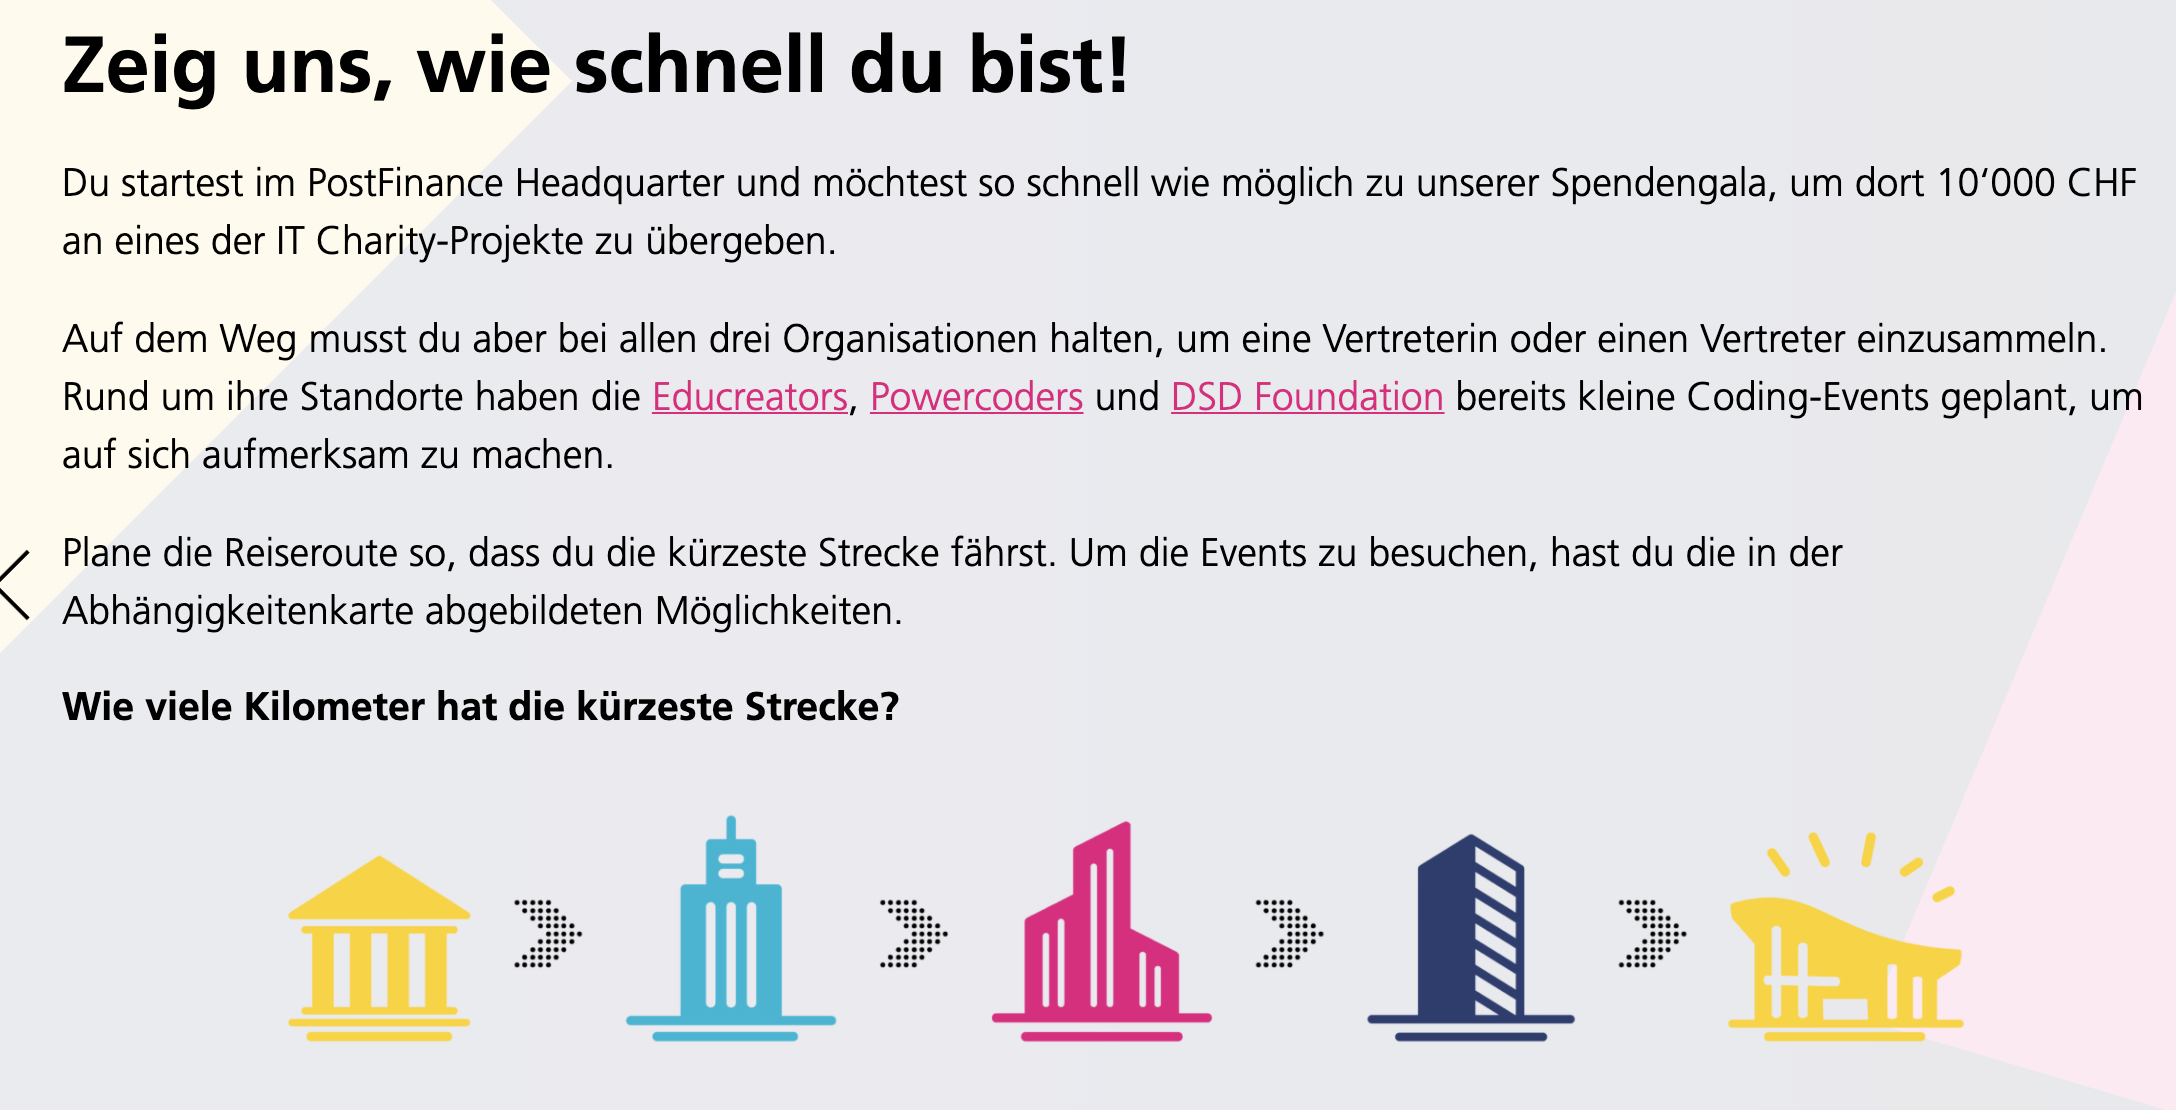 Zeig uns, wie schnell du bist!
Du startest im PostFinance Headquarter und möchtest so schnell wie möglich zu unserer Spendengala, um dort 10‘000 CHF
an eines der IT Charity-Projekte zu übergeben.
Auf dem Weg musst du aber bei allen drei Organisationen halten, um eine Vertreterin oder einen Vertreter einzusammeln.
Rund um ihre Standorte haben die Educreators, Powercoders und DSD Foundation bereits kleine Coding-Events geplant, um
auf sich aufmerksam zu machen.
Plane die Reiseroute so, dass du die kürzeste Strecke fährst. Um die Events zu besuchen, hast du die in der
Abhängigkeitenkarte abgebildeten Möglichkeiten.
Wie viele Kilometer hat die kürzeste Strecke?